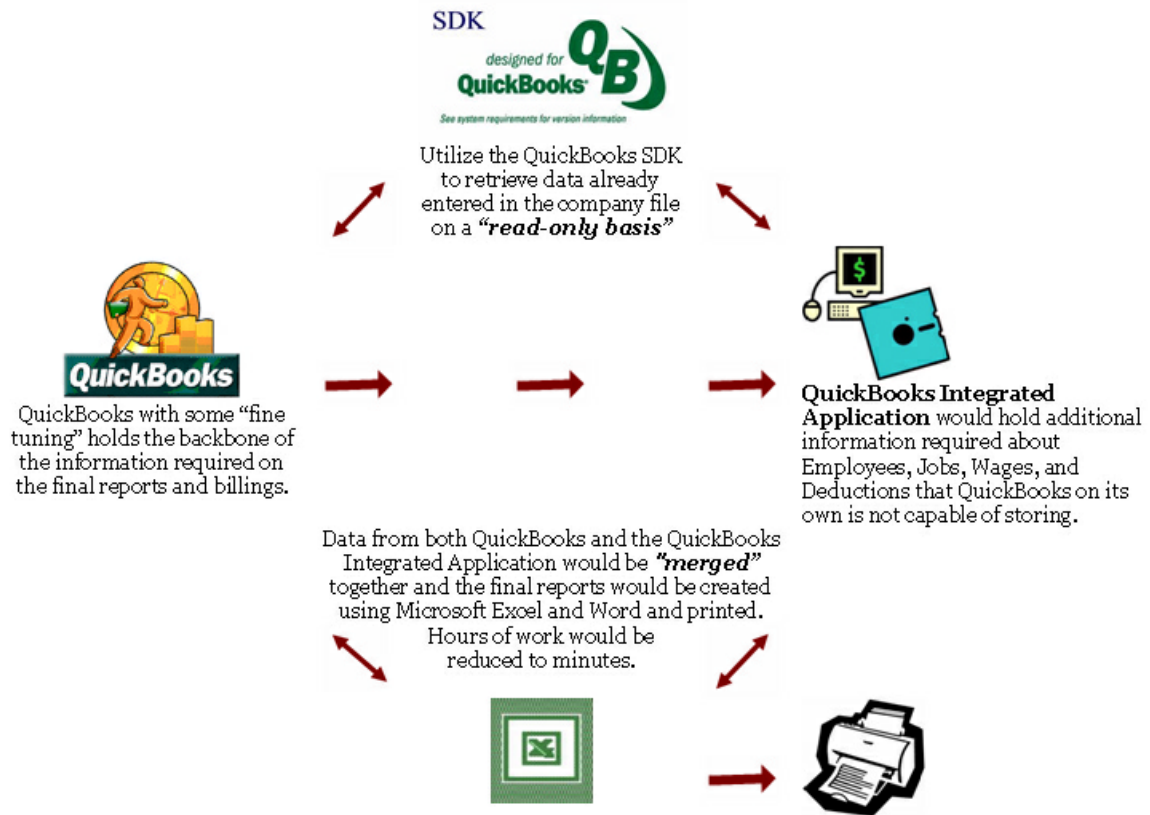 SDK
designed for
QuickBooks®
QB
See system requirements for version information
Utilize the QuickBooks SDK
to retrieve data already
entered in the company file
on a “read-only basis”
$
QuickBooks
QuickBooks with some “fine
tuning” holds the backbone of
the information required on
the final reports and billings.
QuickBooks Integrated
Application would hold additional
information required about
Employees, Jobs, Wages, and
Deductions that QuickBooks on its
own is not capable of storing.
Data from both QuickBooks and the QuickBooks
Integrated Application would be “merged”
together and the final reports would be created
using Microsoft Excel and Word and printed.
Hours of work would be
reduced to minutes.
X